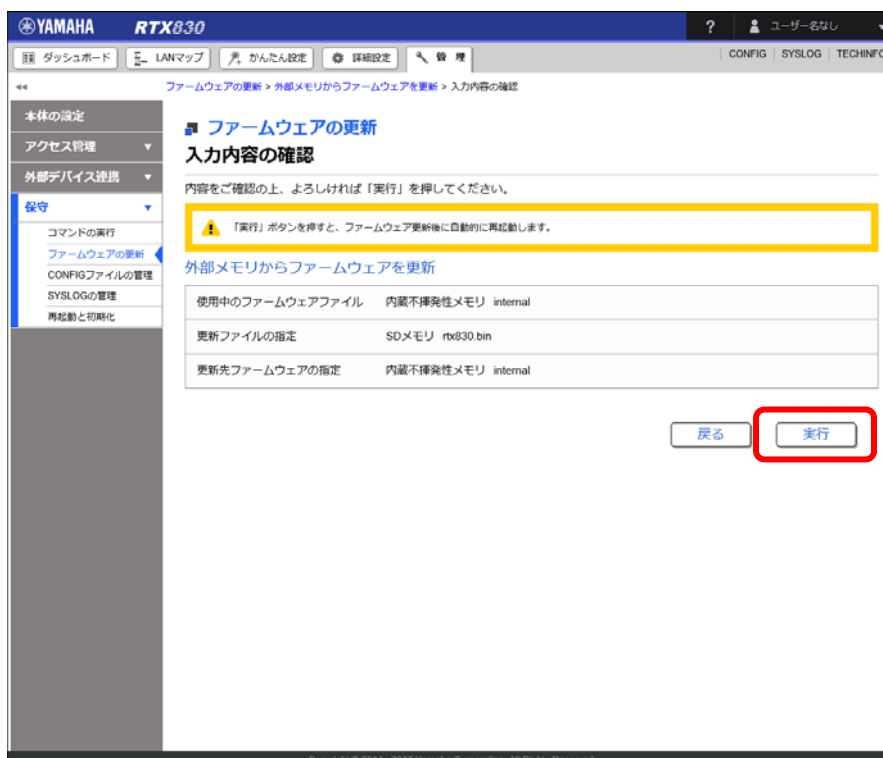 YAMAHA RTX830 ? ユーザー名なし
ダッシュボード LANマップ かんたん設定 詳細設定 管理 CONFIG SYSLOG TECHINFO
ファームウェアの更新 > 外部メモリからファームウェアを更新 > 入力内容の確認
本体の設定
アクセス管理
外部デバイス連携
保守
コマンドの実行
ファームウェアの更新
CONFIGファイルの管理
SYSLOGの管理
再起動と初期化
ファームウェアの更新
入力内容の確認
内容をご確認の上、よろしければ「実行」を押してください。
「実行」ボタンを押すと、ファームウェア更新後に自動的に再起動します。
外部メモリからファームウェアを更新
使用中のファームウェアファイル 内蔵不揮発性メモリ internal
更新ファイルの指定 SDメモリ rtx830.bin
更新先ファームウェアの指定 内蔵不揮発性メモリ internal
戻る 実行